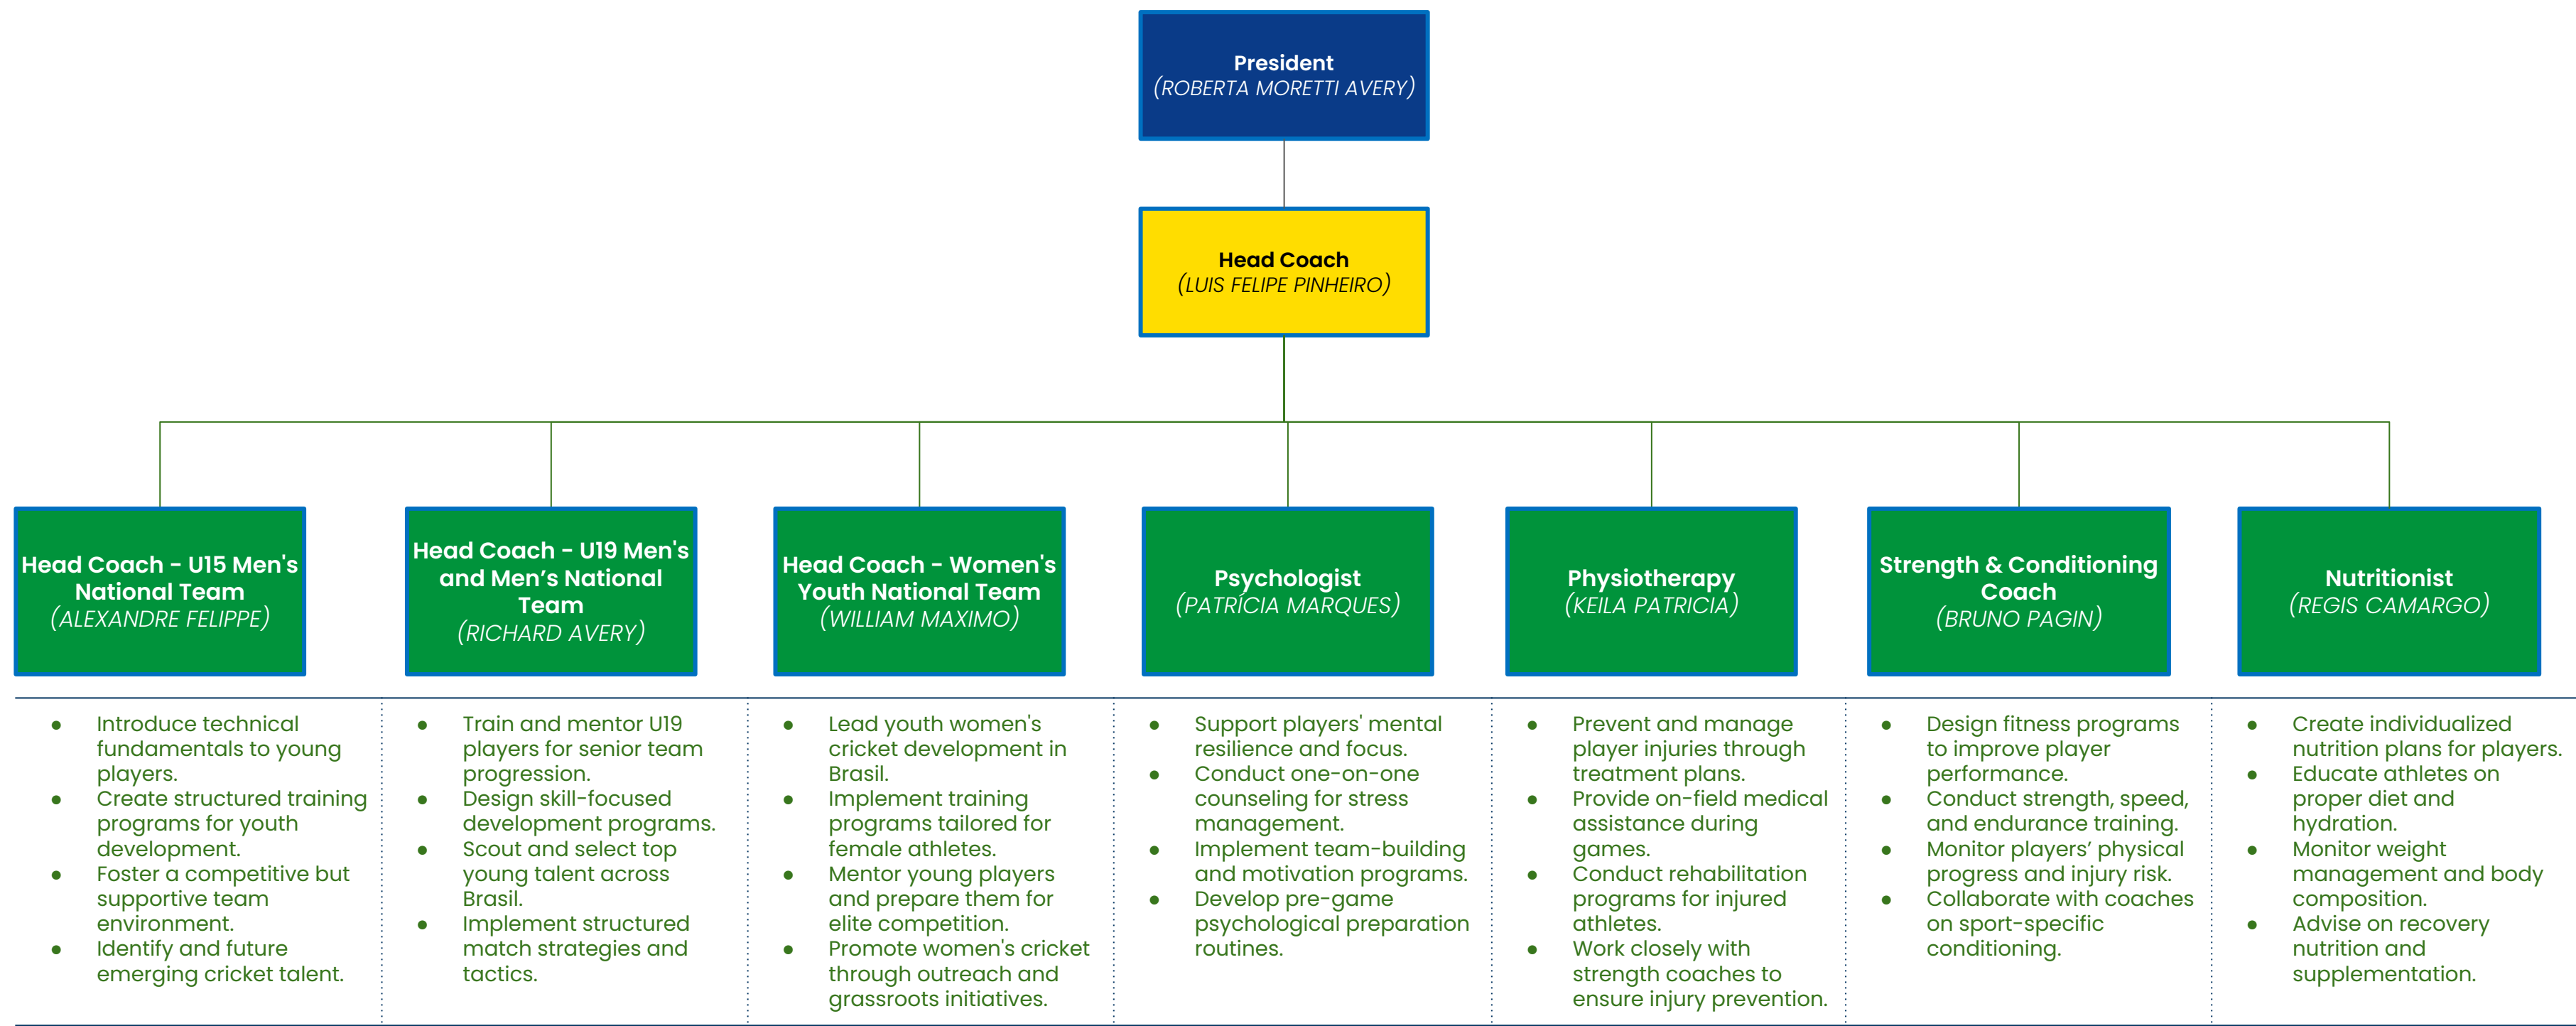 President
(ROBERTA MORETTI AVERY)
Head Coach
(LUIS FELIPE PINHEIRO)
Head Coach - U15 Men's
National Team
(ALEXANDRE FELIPPE)
Head Coach - U19 Men's
and Men’s National
Team
(RICHARD AVERY)
Head Coach - Women's
Youth National Team
(WILLIAM MAXIMO)
Psychologist
(PATRÍCIA MARQUES)
Physiotherapy
(KEILA PATRICIA)
Strength & Conditioning
Coach
(BRUNO PAGIN)
Nutritionist
(REGIS CAMARGO)
● Introduce technical
fundamentals to young
players.
● Create structured training
programs for youth
development.
● Foster a competitive but
supportive team
environment.
● Identify and future
emerging cricket talent.
● Train and mentor U19
players for senior team
progression.
● Design skill-focused
development programs.
● Scout and select top
young talent across
Brasil.
● Implement structured
match strategies and
tactics.
● Lead youth women's
cricket development in
Brasil.
● Implement training
programs tailored for
female athletes.
● Mentor young players
and prepare them for
elite competition.
● Promote women's cricket
through outreach and
grassroots initiatives.
● Support players' mental
resilience and focus.
● Conduct one-on-one
counseling for stress
management.
● Implement team-building
and motivation programs.
● Develop pre-game
psychological preparation
routines.
● Prevent and manage
player injuries through
treatment plans.
● Provide on-field medical
assistance during
games.
● Conduct rehabilitation
programs for injured
athletes.
● Work closely with
strength coaches to
ensure injury prevention.
● Design fitness programs
to improve player
performance.
● Conduct strength, speed,
and endurance training.
● Monitor players’ physical
progress and injury risk.
● Collaborate with coaches
on sport-specific
conditioning.
● Create individualized
nutrition plans for players.
● Educate athletes on
proper diet and
hydration.
● Monitor weight
management and body
composition.
● Advise on recovery
nutrition and
supplementation.